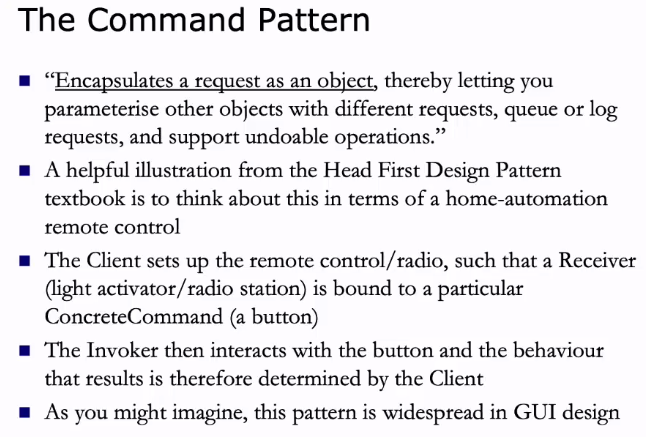 The Command Pattern
“Encapsulates a request as an object, thereby letting you
parameterise other objects with different requests, queue or log
requests, and support undoable operations.”
A helpful illustration from the Head First Design Pattern
textbook is to think about this in terms of a home-automation
remote control
The Client sets up the remote control/radio, such that a Receiver
(light activator/radio station) is bound to a particular
ConcreteCommand (a button)
The Invoker then interacts with the button and the behaviour
that results is therefore determined by the Client
As you might imagine, this pattern is widespread in GUI design